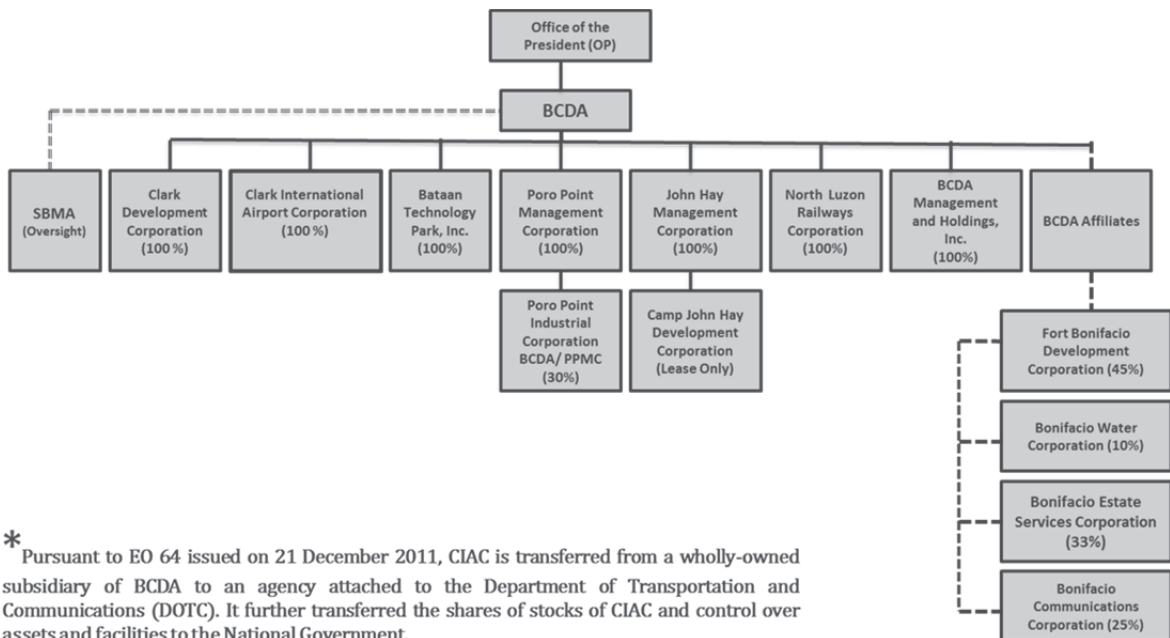 Office of the
President (OP)
BCDA
SBMA
(Oversight)
Clark
Development
Corporation
(100 %)
Clark International
Airport Corporation
(100 %)
Bataan
Technology
Park, Inc.
(100%)
Poro Point
Management
Corporation
(100%)
John Hay
Management
Corporation
(100%)
North Luzon
Railways
Corporation
(100%)
BCDA
Management
and Holdings,
Inc.
(100%)
BCDA Affiliates
Poro Point
Industrial
Corporation
BCDA/ PPMC
(30%)
Camp John Hay
Development
Corporation
(Lease Only)
Fort Bonifacio
Development
Corporation (45%)
Bonifacio Water
Corporation (10%)
Bonifacio Estate
Services Corporation
(33%)
Bonifacio
Communications
Corporation (25%)
*Pursuant to EO 64 issued on 21 December 2011, CIAC is transferred from a wholly-owned
subsidiary of BCDA to an agency attached to the Department of Transportation and
Communications (DOTC). It further transferred the shares of stocks of CIAC and control over
assets and facilities to the National Government.